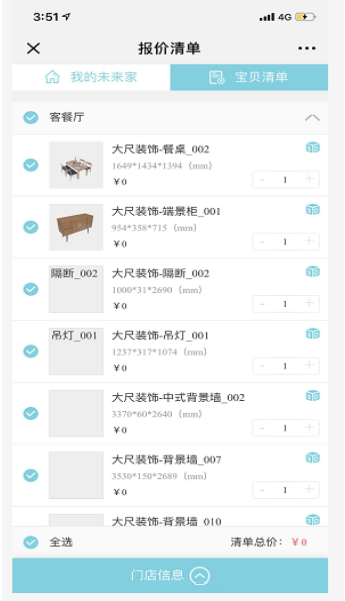 3:51
4G
报价清单
我的未来家
宝贝清单
客餐厅
大尺装饰-餐桌_002
1649*1434*1394（mm）
￥0
- 1 +
大尺装饰-端景柜_001
954*358*715（mm）
￥0
- 1 +
隔断_002
大尺装饰-隔断_002
1000*31*2690（mm）
￥0
- 1 +
吊灯_001
大尺装饰-吊灯_001
1237*317*1074（mm）
￥0
- 1 +
大尺装饰-中式背景墙_002
3370*60*2640（mm）
￥0
- 1 +
大尺装饰-背景墙_007
3530*150*2689（mm）
￥0
- 1 +
大尺装饰-背景墙_010
全选
清单总价：￥0
门店信息